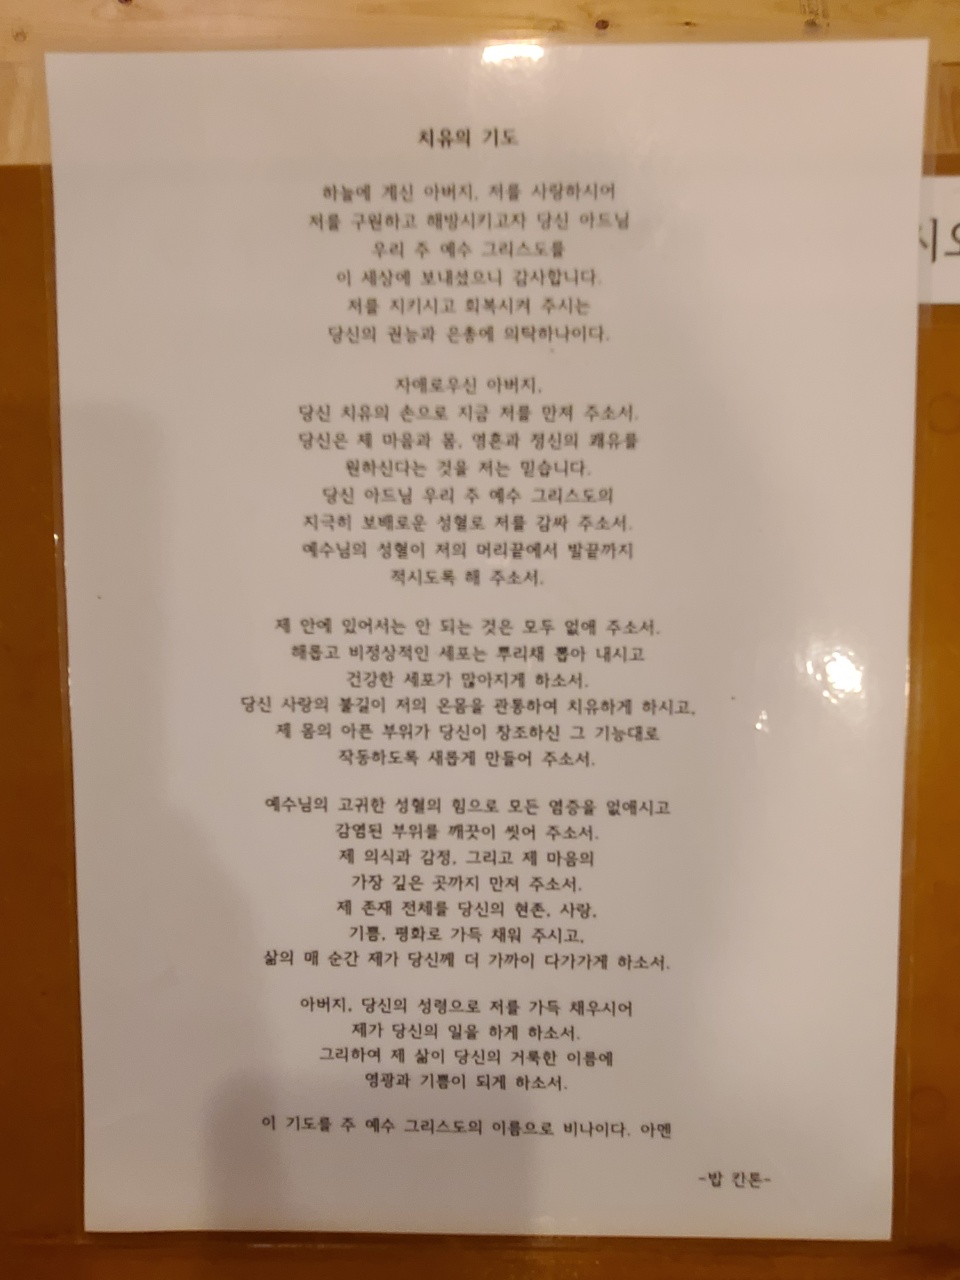 치유의 기도
하늘에 계신 아버지, 저를 사랑하시어
저를 구원하고 해방시키고자 당신 아드님
우리 주 예수 그리스도를
이 세상에 보내셨으니 감사합니다.
저를 지키시고 회복시켜 주시는
당신의 권능과 은총에 의탁하나이다.
자애로우신 아버지,
당신 치유의 손으로 지금 저를 만져 주소서.
당신은 제 마음과 몸, 영혼과 정신의 쾌유를
원하신다는 것을 저는 믿습니다.
당신 아드님 우리 주 예수 그리스도의
지극히 보배로운 성혈로 저를 감싸 주소서.
예수님의 성혈이 저의 머리끝에서 발끝까지
적시도록 해 주소서.
제 안에 있어서는 안 되는 것은 모두 없애 주소서.
해롭고 비정상적인 세포는 뿌리채 뽑아 내시고
건강한 세포가 많아지게 하소서.
당신 사랑의 불길이 저의 온몸을 관통하여 치유하게 하시고,
제 몸의 아픈 부위가 당신이 창조하신 그 기능대로
작동하도록 새롭게 만들어 주소서.
예수님의 고귀한 성혈의 힘으로 모든 염증을 없애시고
감염된 부위를 깨끗이 씻어 주소서.
제 의식과 감정, 그리고 제 마음의
가장 깊은 곳까지 만져 주소서.
제 존재 전체를 당신의 현존, 사랑,
기쁨, 평화로 가득 채워 주시고,
삶의 매 순간 제가 당신께 더 가까이 다가가게 하소서.
아버지, 당신의 성령으로 저를 가득 채우시어
제가 당신의 일을 하게 하소서.
그리하여 제 삶이 당신의 거룩한 이름에
영광과 기쁨이 되게 하소서.
이 기도를 주 예수 그리스도의 이름으로 비나이다. 아멘
-밥 칸톤-